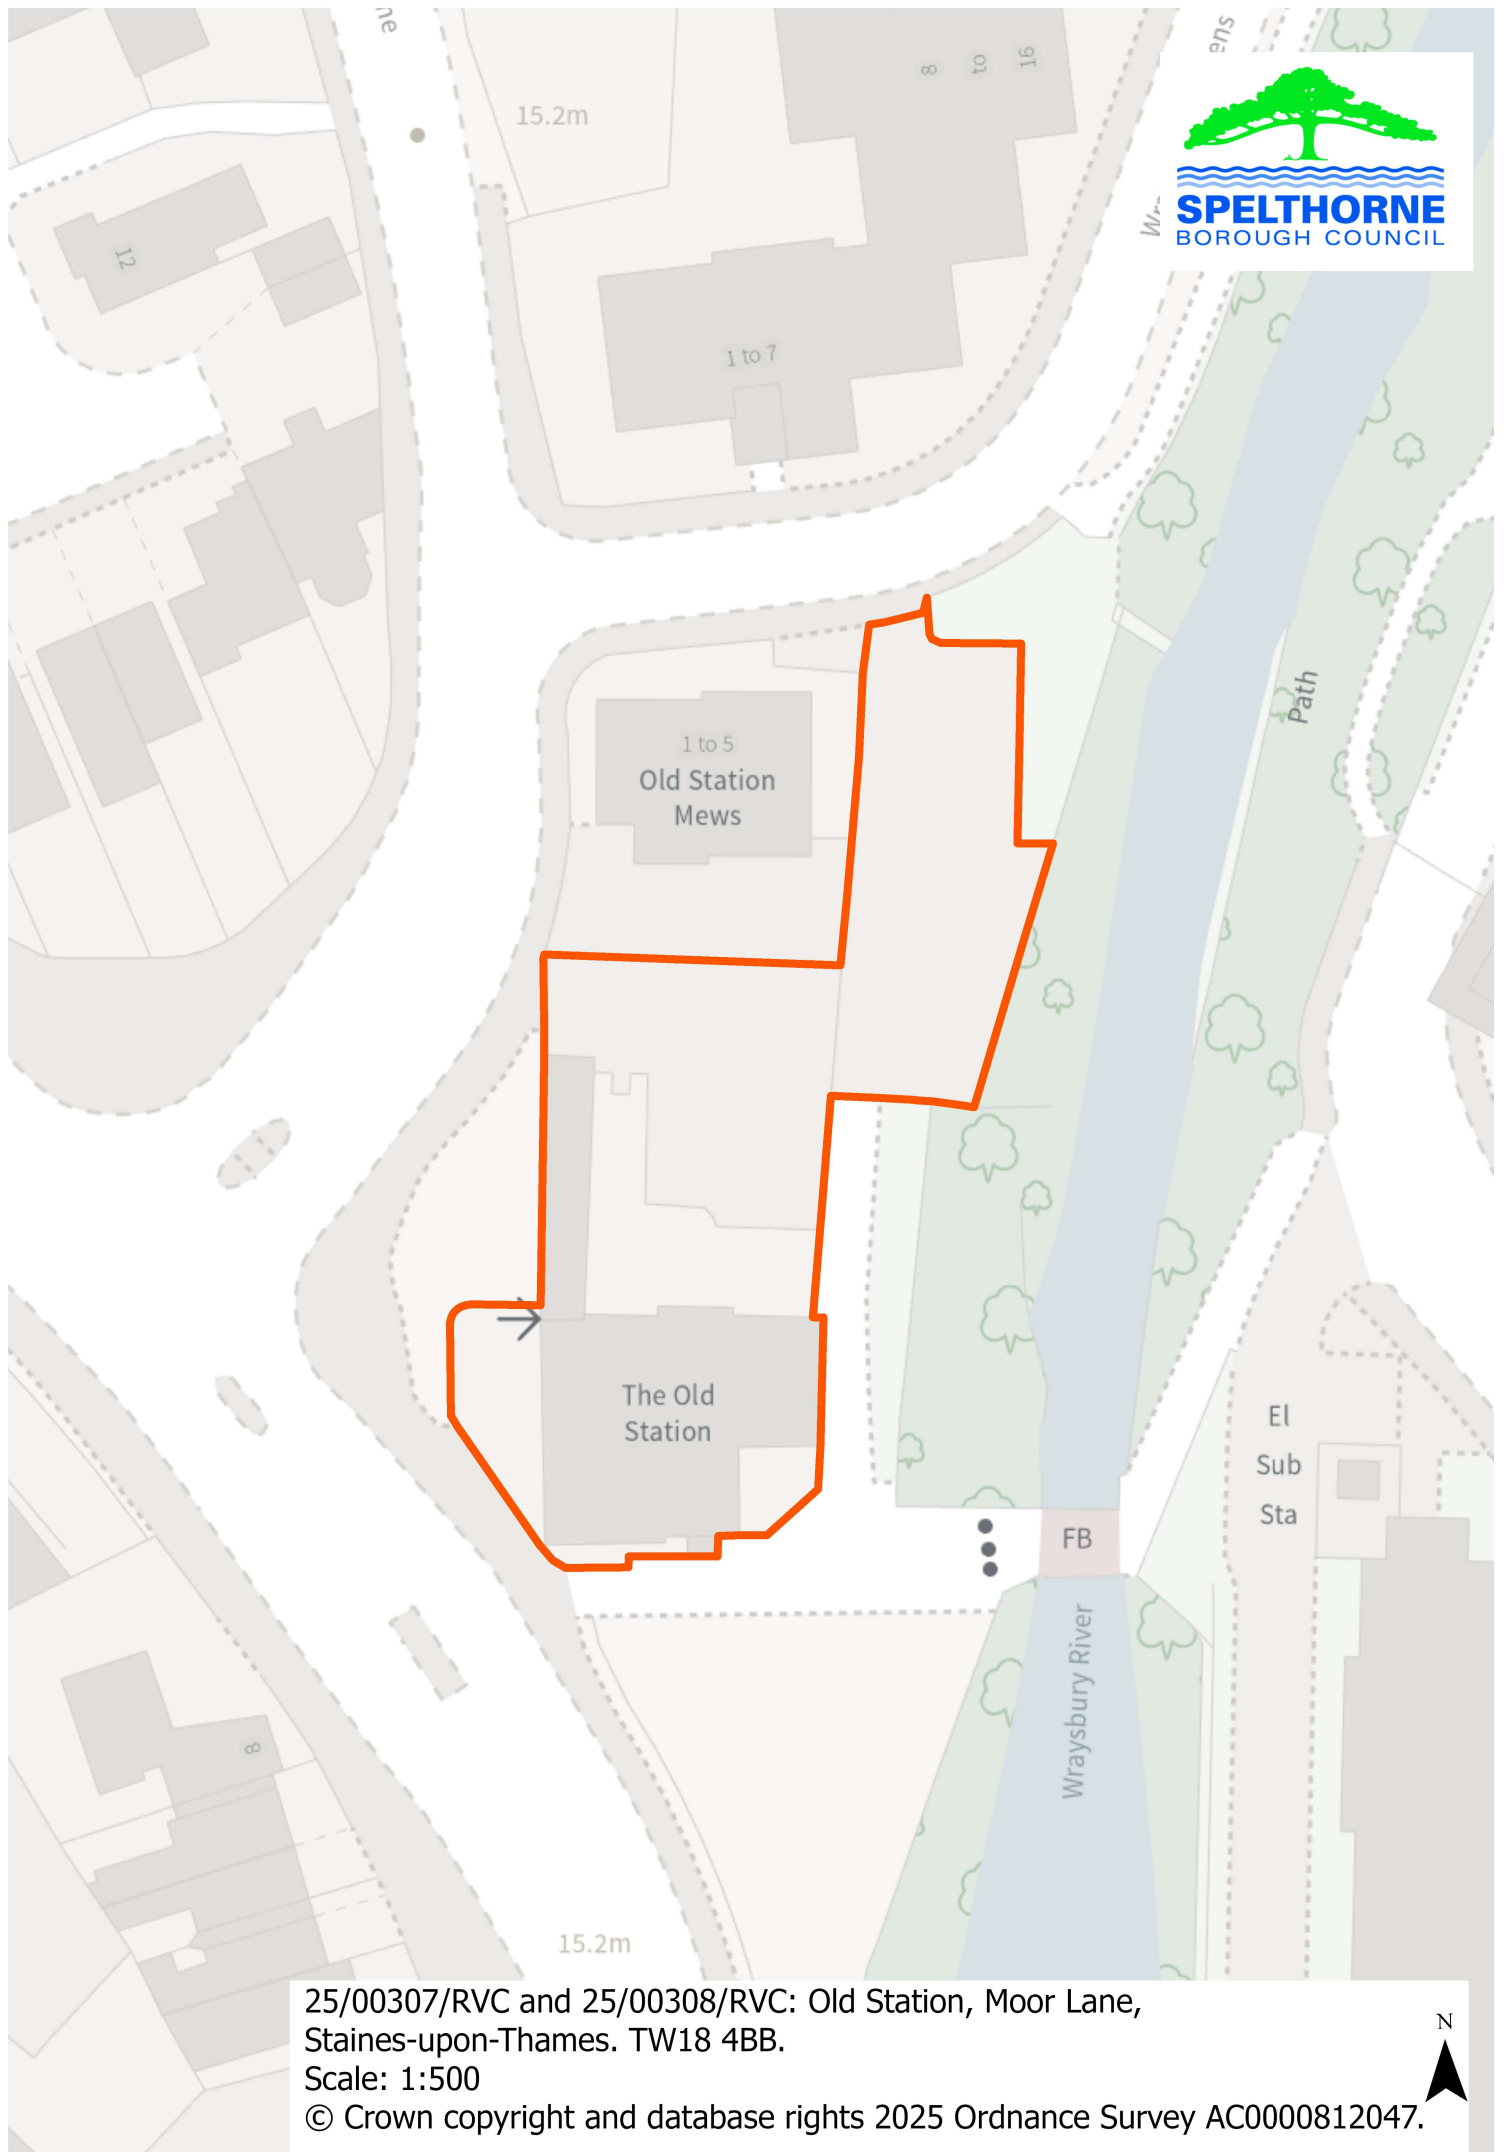 15.2m
8 to 16
SPELTHORNE
BOROUGH COUNCIL
12
1 to 7
1 to 5
Old Station
Mews
Path
The Old
Station
El
Sub
Sta
FB
Wraysbury River
8
15.2m
25/00307/RVC and 25/00308/RVC: Old Station, Moor Lane,
Staines-upon-Thames. TW18 4BB.
Scale: 1:500
© Crown copyright and database rights 2025 Ordnance Survey AC0000812047.
N